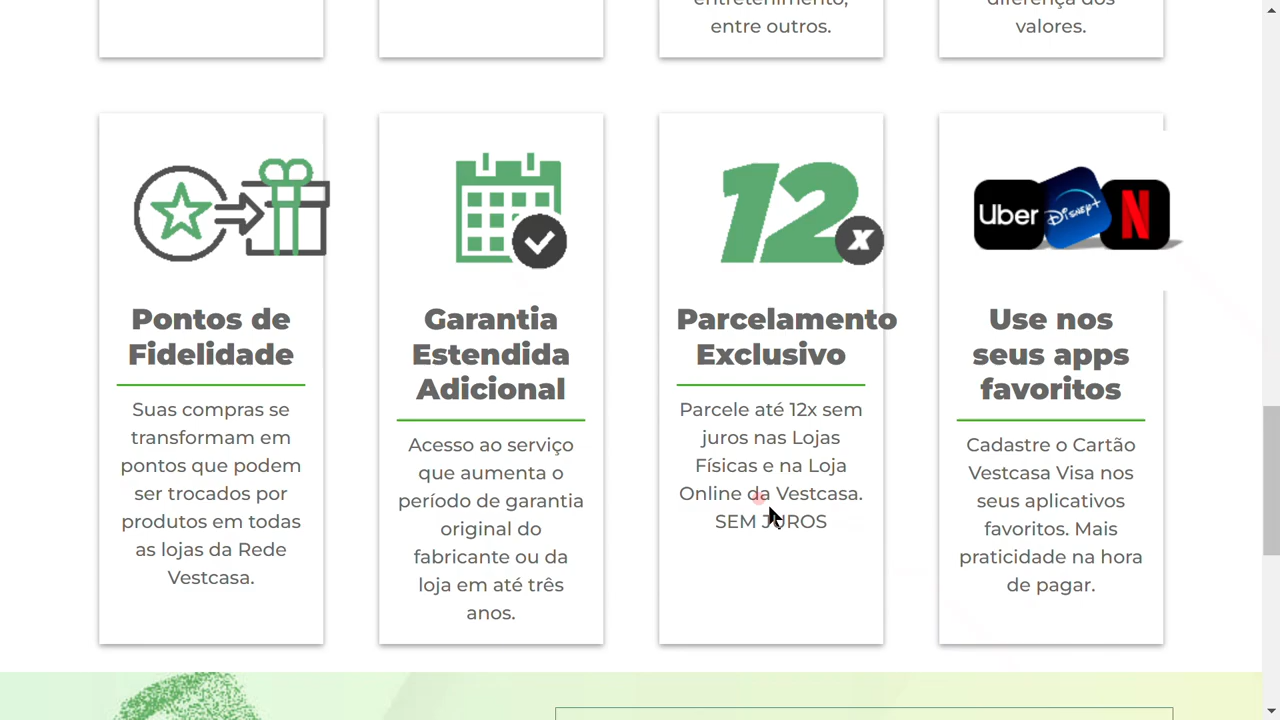 entretenimento,
entre outros.
diferença dos
valores.
12
x
Uber
Disney+
N
Pontos de
Fidelidade
Suas compras se
transformam em
pontos que podem
ser trocados por
produtos em todas
as lojas da Rede
Vestcasa.
Garantia
Estendida
Adicional
Acesso ao serviço
que aumenta o
período de garantia
original do
fabricante ou da
loja em até três
anos.
Parcelamento
Exclusivo
Parcele até 12x sem
juros nas Lojas
Físicas e na Loja
Online da Vestcasa.
SEM JUROS
Use nos
seus apps
favoritos
Cadastre o Cartão
Vestcasa Visa nos
seus aplicativos
favoritos. Mais
praticidade na hora
de pagar.